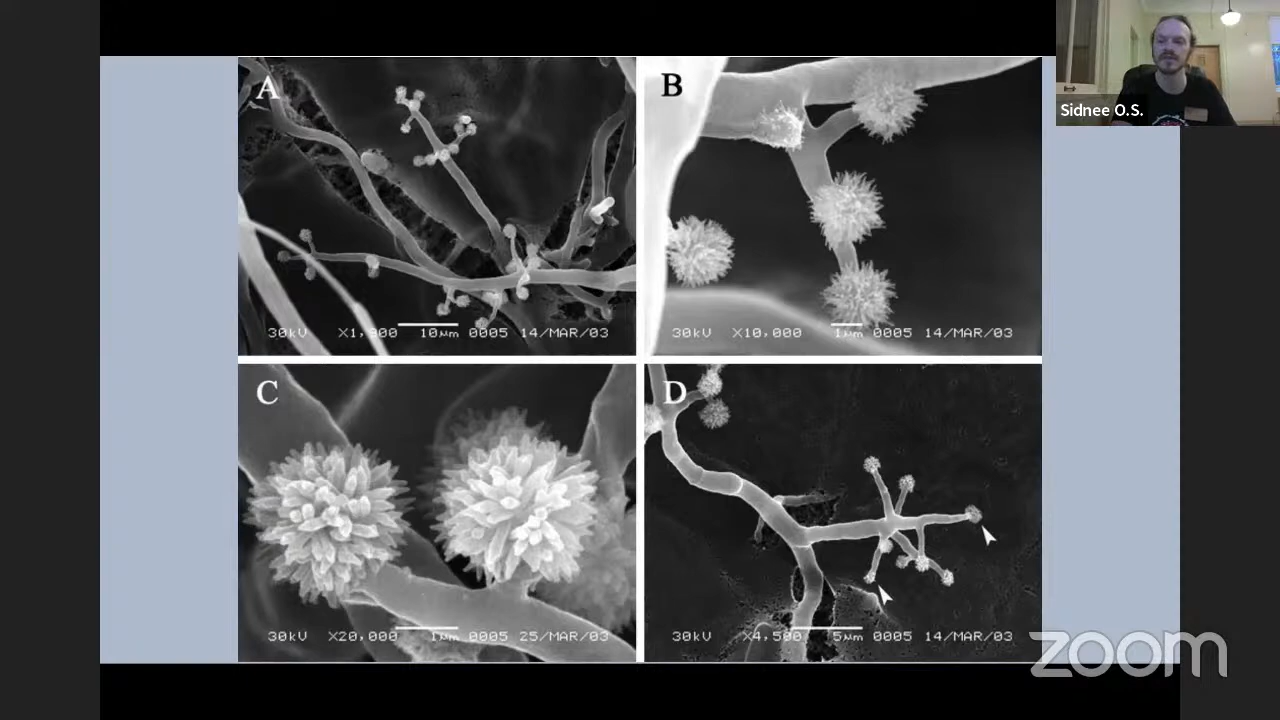 Sidnee O.S.
A
30kV X1,900 10μm 0005 14/MAR/03
B
30kV X10,000 1μm 0005 14/MAR/03
C
30kV X20,000 1μm 0005 25/MAR/03
D
30kV X4,500 5μm 0005 14/MAR/03
zoom